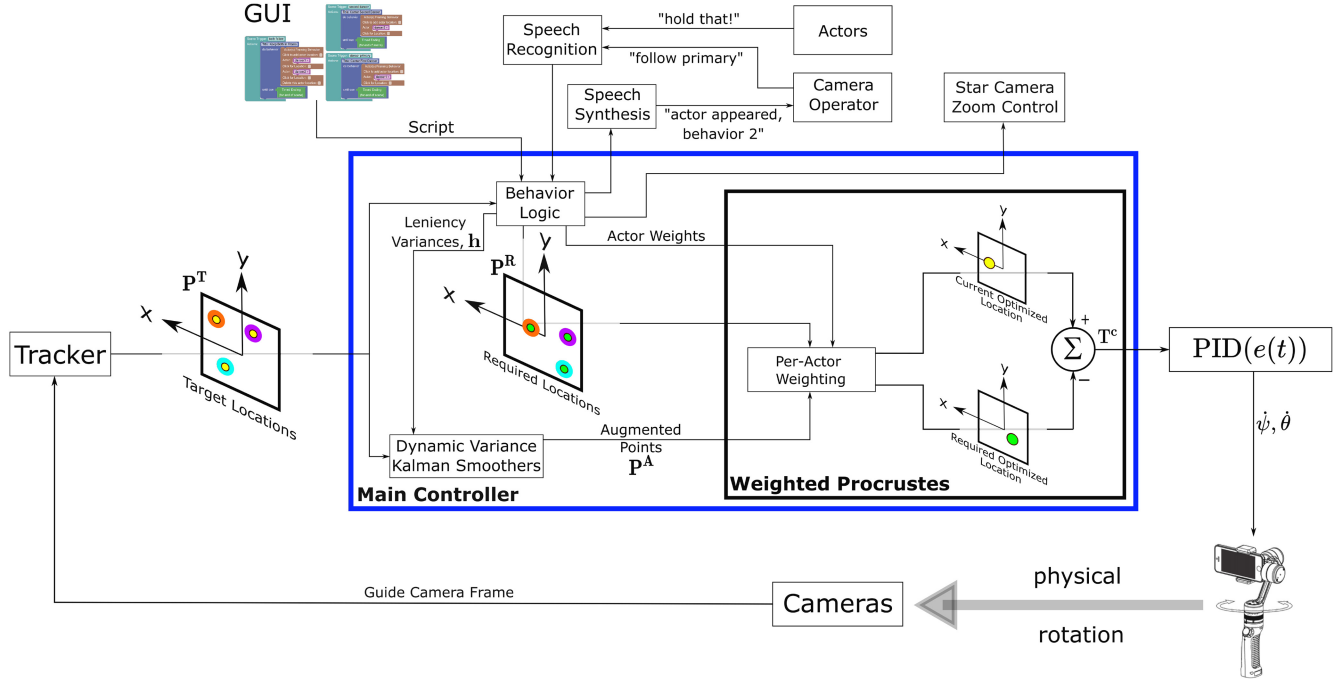 GUI
Speech
Recognition
"hold that!"
"follow primary"
Actors
Camera
Operator
Speech
Synthesis
"actor appeared,
behavior 2"
Star Camera
Zoom Control
Script
Behavior
Logic
Leniency
Variances, h
Actor Weights
P^T
y
x
Target Locations
Tracker
P^R
y
x
Required Locations
Dynamic Variance
Kalman Smoothers
Augmented
Points
P^A
Main Controller
Per-Actor
Weighting
y
x
Current Optimized
Location
y
x
Required Optimized
Location
+
Σ
−
T^c
Weighted Procrustes
PID(e(t))
ψ̇, θ̇
physical
rotation
Cameras
Guide Camera Frame